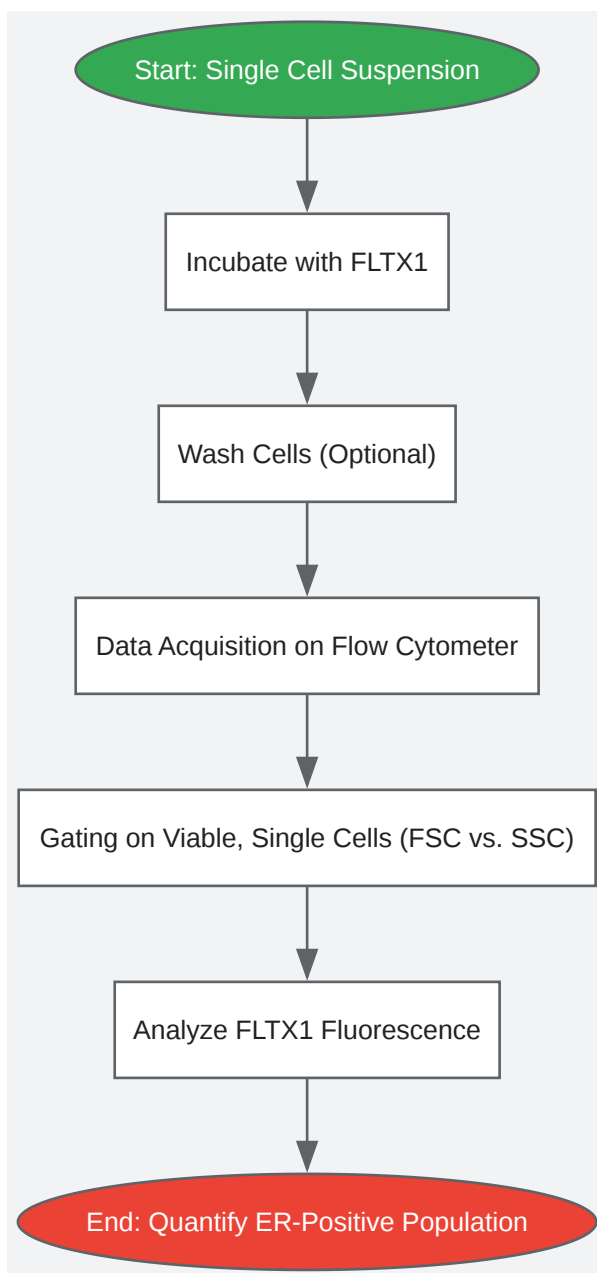 Start: Single Cell Suspension
Incubate with FLTX1
Wash Cells (Optional)
Data Acquisition on Flow Cytometer
Gating on Viable, Single Cells (FSC vs. SSC)
Analyze FLTX1 Fluorescence
End: Quantify ER-Positive Population